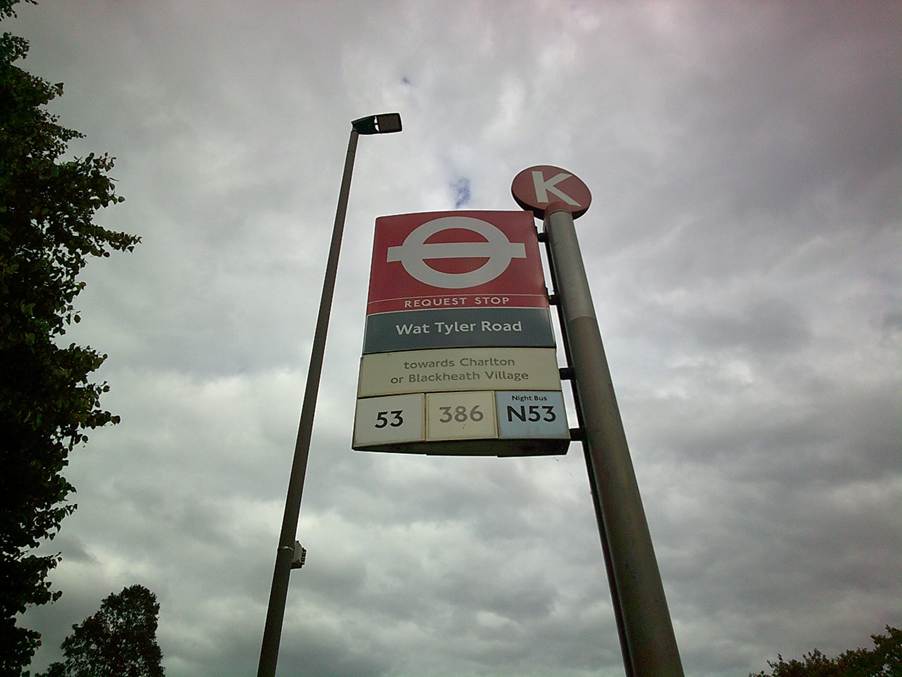 K
REQUEST STOP
Wat Tyler Road
towards Charlton
or Blackheath Village
53 386 Night Bus N53